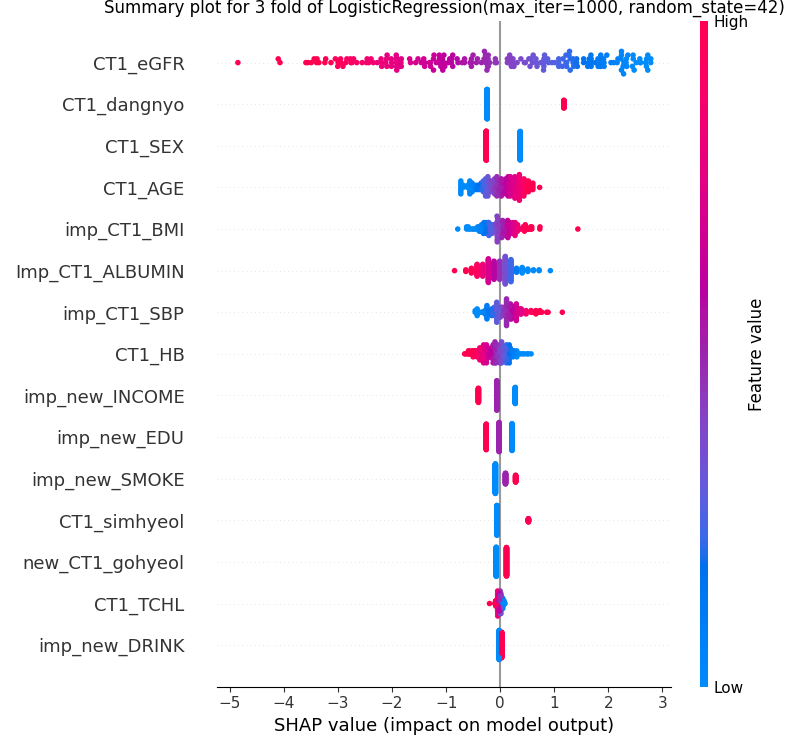 Summary plot for 3 fold of LogisticRegression(max_iter=1000, random_state=42)
High
CT1_eGFR
CT1_dangnyo
CT1_SEX
CT1_AGE
imp_CT1_BMI
Imp_CT1_ALBUMIN
imp_CT1_SBP
CT1_HB
imp_new_INCOME
imp_new_EDU
imp_new_SMOKE
CT1_simhyeol
new_CT1_gohyeol
CT1_TCHL
imp_new_DRINK
Feature value
Low
−5 −4 −3 −2 −1 0 1 2 3
SHAP value (impact on model output)